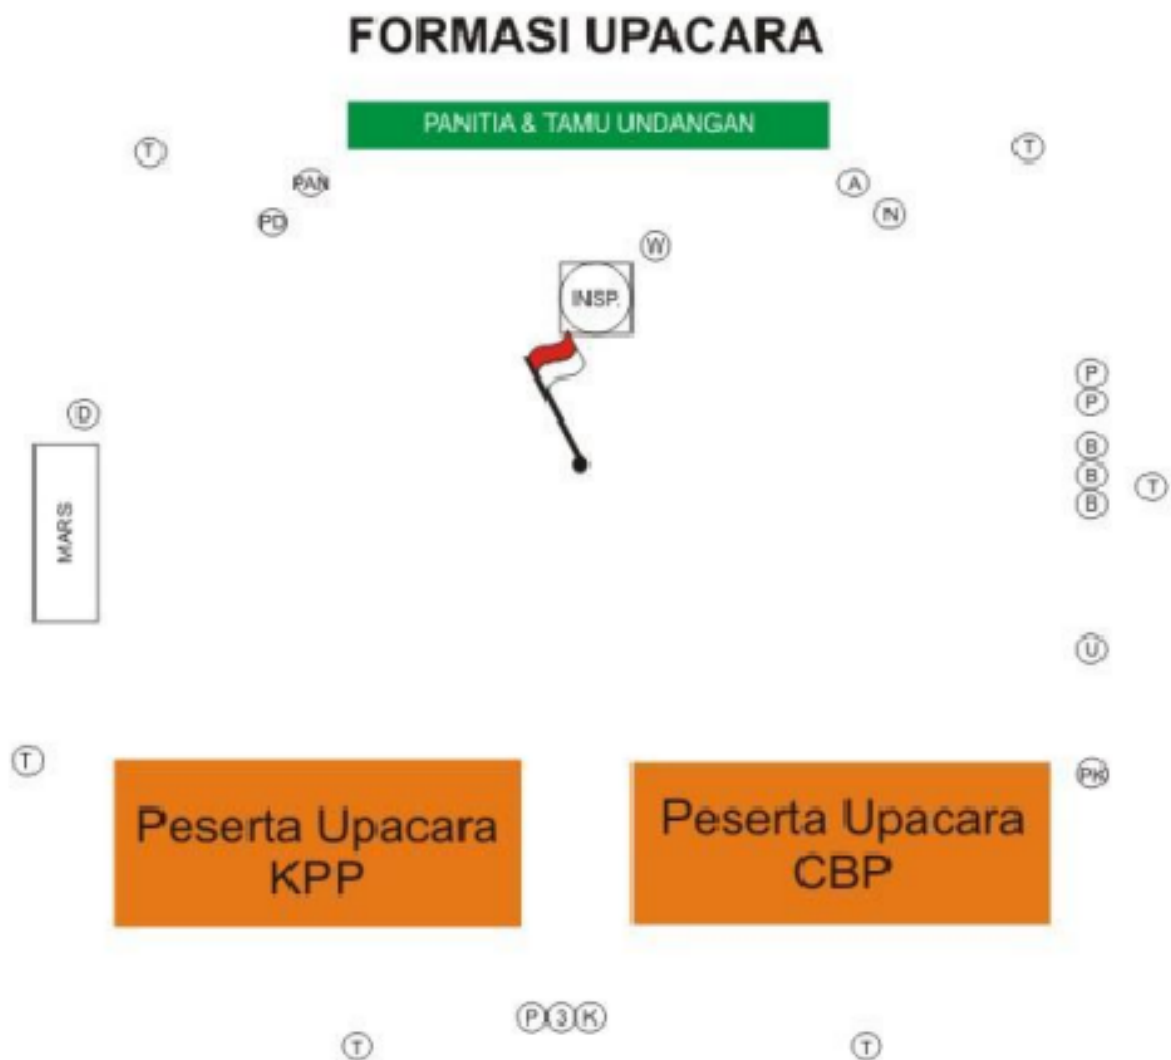 FORMASI UPACARA
PANITIA & TAMU UNDANGAN
T
T
PAN
A
PD
N
W
INSP.
P
P
D
B
B
B
T
MARS
U
T
PK
Peserta Upacara
KPP
Peserta Upacara
CBP
P 3 K
T
T